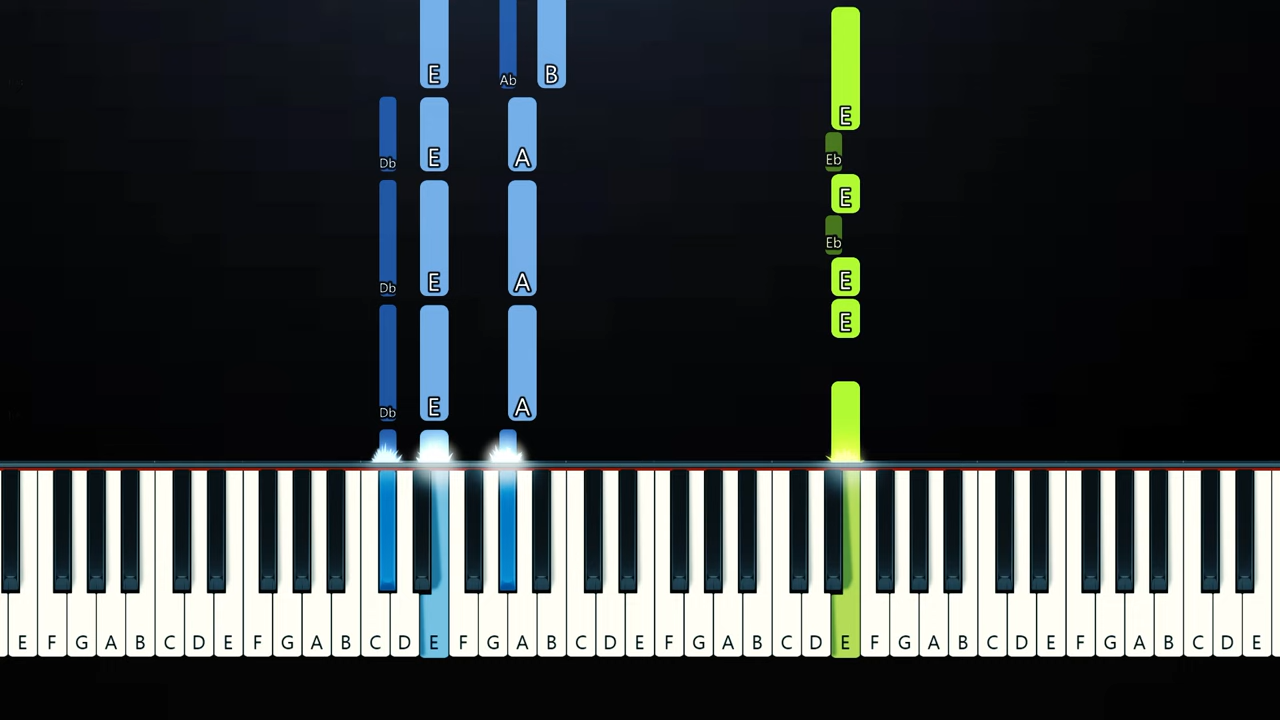 E Ab B
E
Db E A Eb
E
Eb
Db E A E
E
Db E A
E F G A B C D E F G A B C D E F G A B C D E F G A B C D E F G A B C D E F G A B C D E